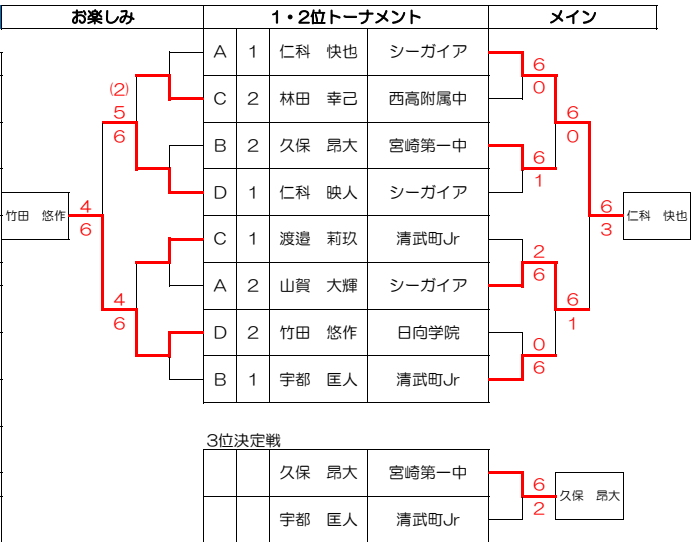 お楽しみ 1・2位トーナメント メイン
A 1 仁科 快也 シーガイア
6
(2) 0
C 2 林田 幸己 西高附属中
5 6
6 0
B 2 久保 昂大 宮崎第一中
6
1
D 1 仁科 映人 シーガイア
4 6
竹田 悠作 仁科 快也
6 3
C 1 渡邉 莉玖 清武町Jr
2
6
A 2 山賀 大輝 シーガイア
4 6
6 1
D 2 竹田 悠作 日向学院
0
6
B 1 宇都 匡人 清武町Jr
3位決定戦
久保 昂大 宮崎第一中
6
久保 昂大
2
宇都 匡人 清武町Jr